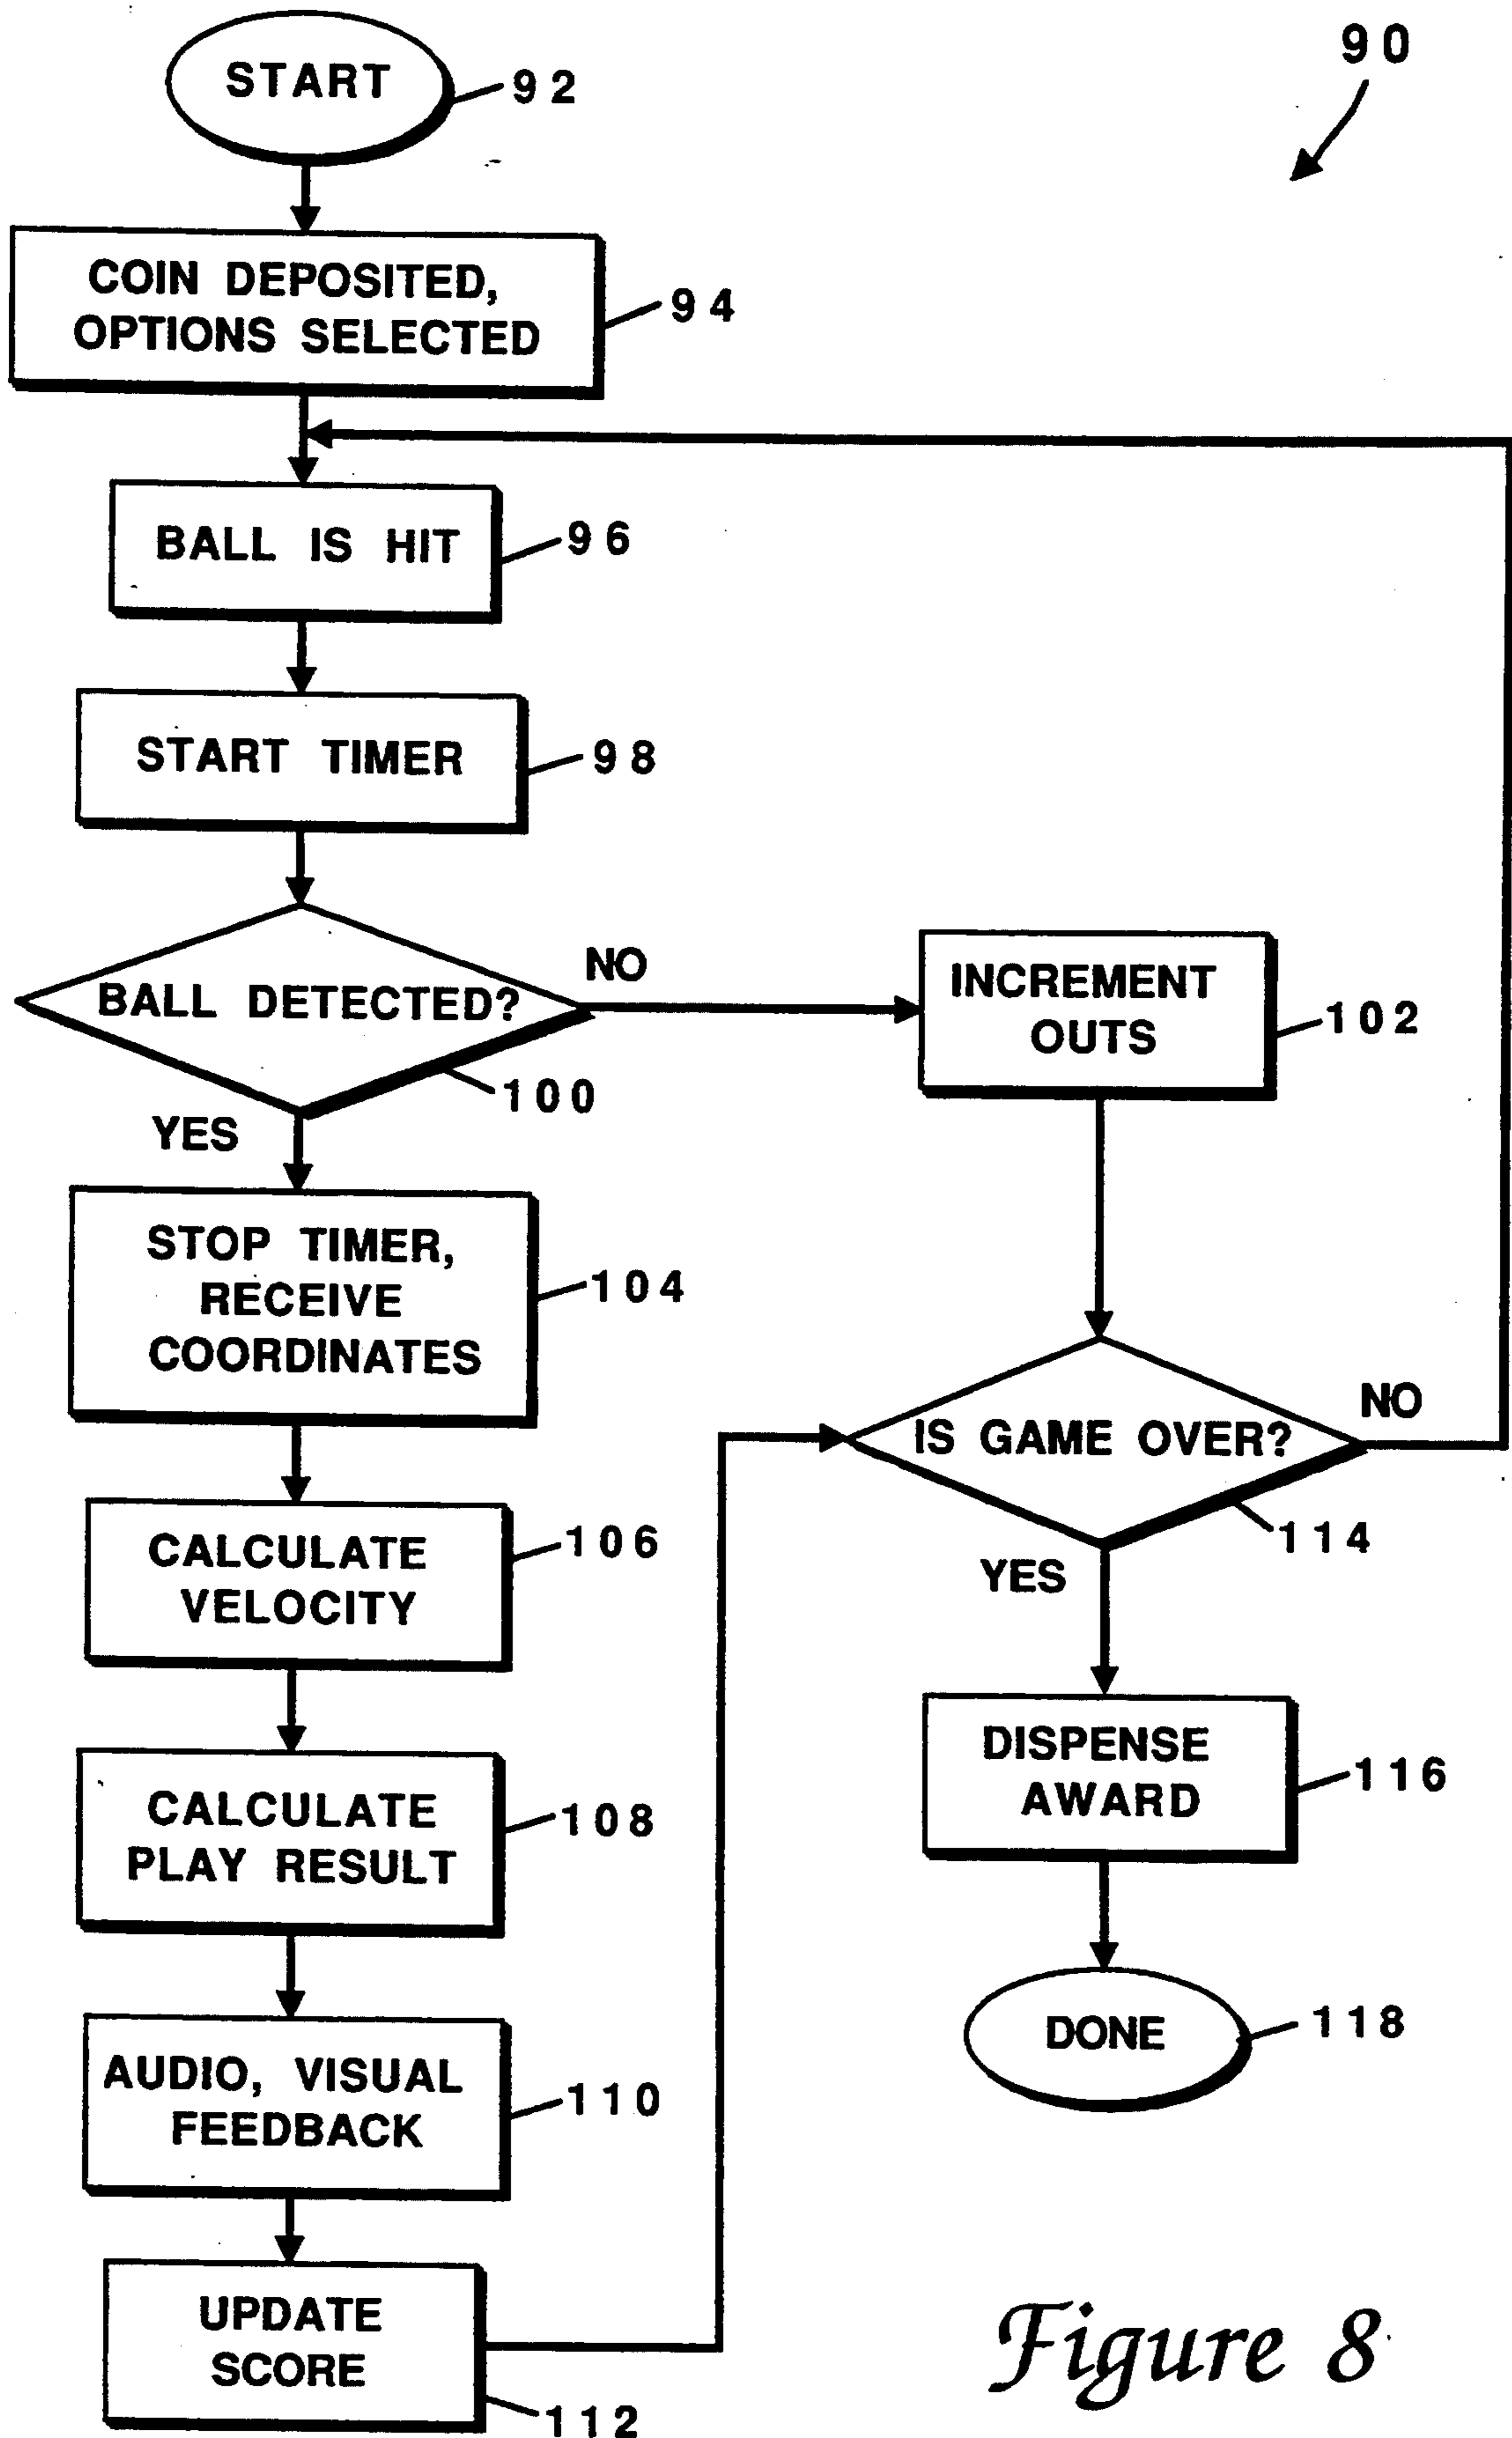 START
92
90
COIN DEPOSITED,
OPTIONS SELECTED
94
BALL IS HIT
96
START TIMER
98
BALL DETECTED?
100
NO
YES
INCREMENT
OUTS
102
STOP TIMER,
RECEIVE
COORDINATES
104
IS GAME OVER?
114
NO
YES
CALCULATE
VELOCITY
106
CALCULATE
PLAY RESULT
108
DISPENSE
AWARD
116
AUDIO, VISUAL
FEEDBACK
110
DONE
118
UPDATE
SCORE
112
Figure 8